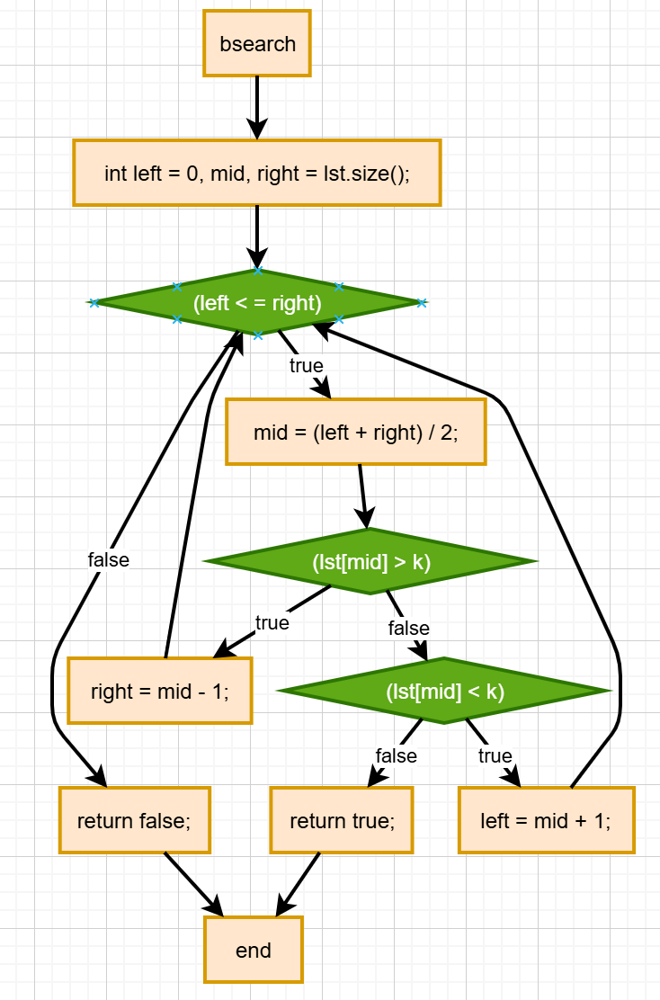 bsearch
int left = 0, mid, right = lst.size();
(left < = right)
true
mid = (left + right) / 2;
false
(lst[mid] > k)
true
false
right = mid - 1;
(lst[mid] < k)
false
true
return false;
return true;
left = mid + 1;
end